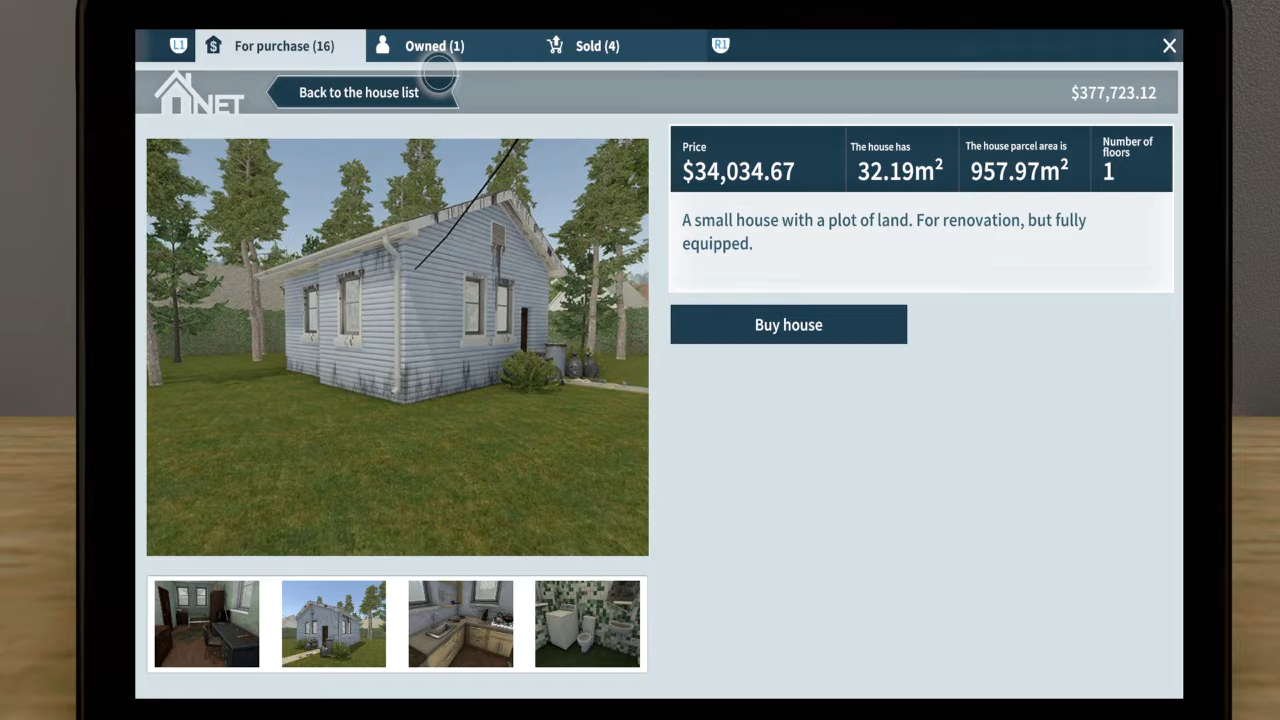 L1
For purchase (16)
Owned (1)
Sold (4)
R1
NET
Back to the house list
$377,723.12
Price
$34,034.67
The house has
32.19m²
The house parcel area is
957.97m²
Number of
floors
1
A small house with a plot of land. For renovation, but fully
equipped.
Buy house